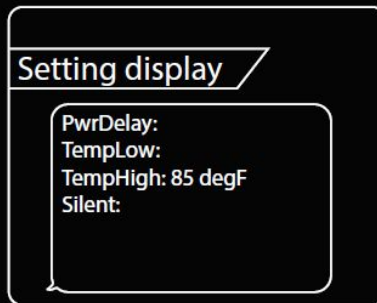 Setting display
PwrDelay:
TempLow:
TempHigh: 85 degF
Silent: